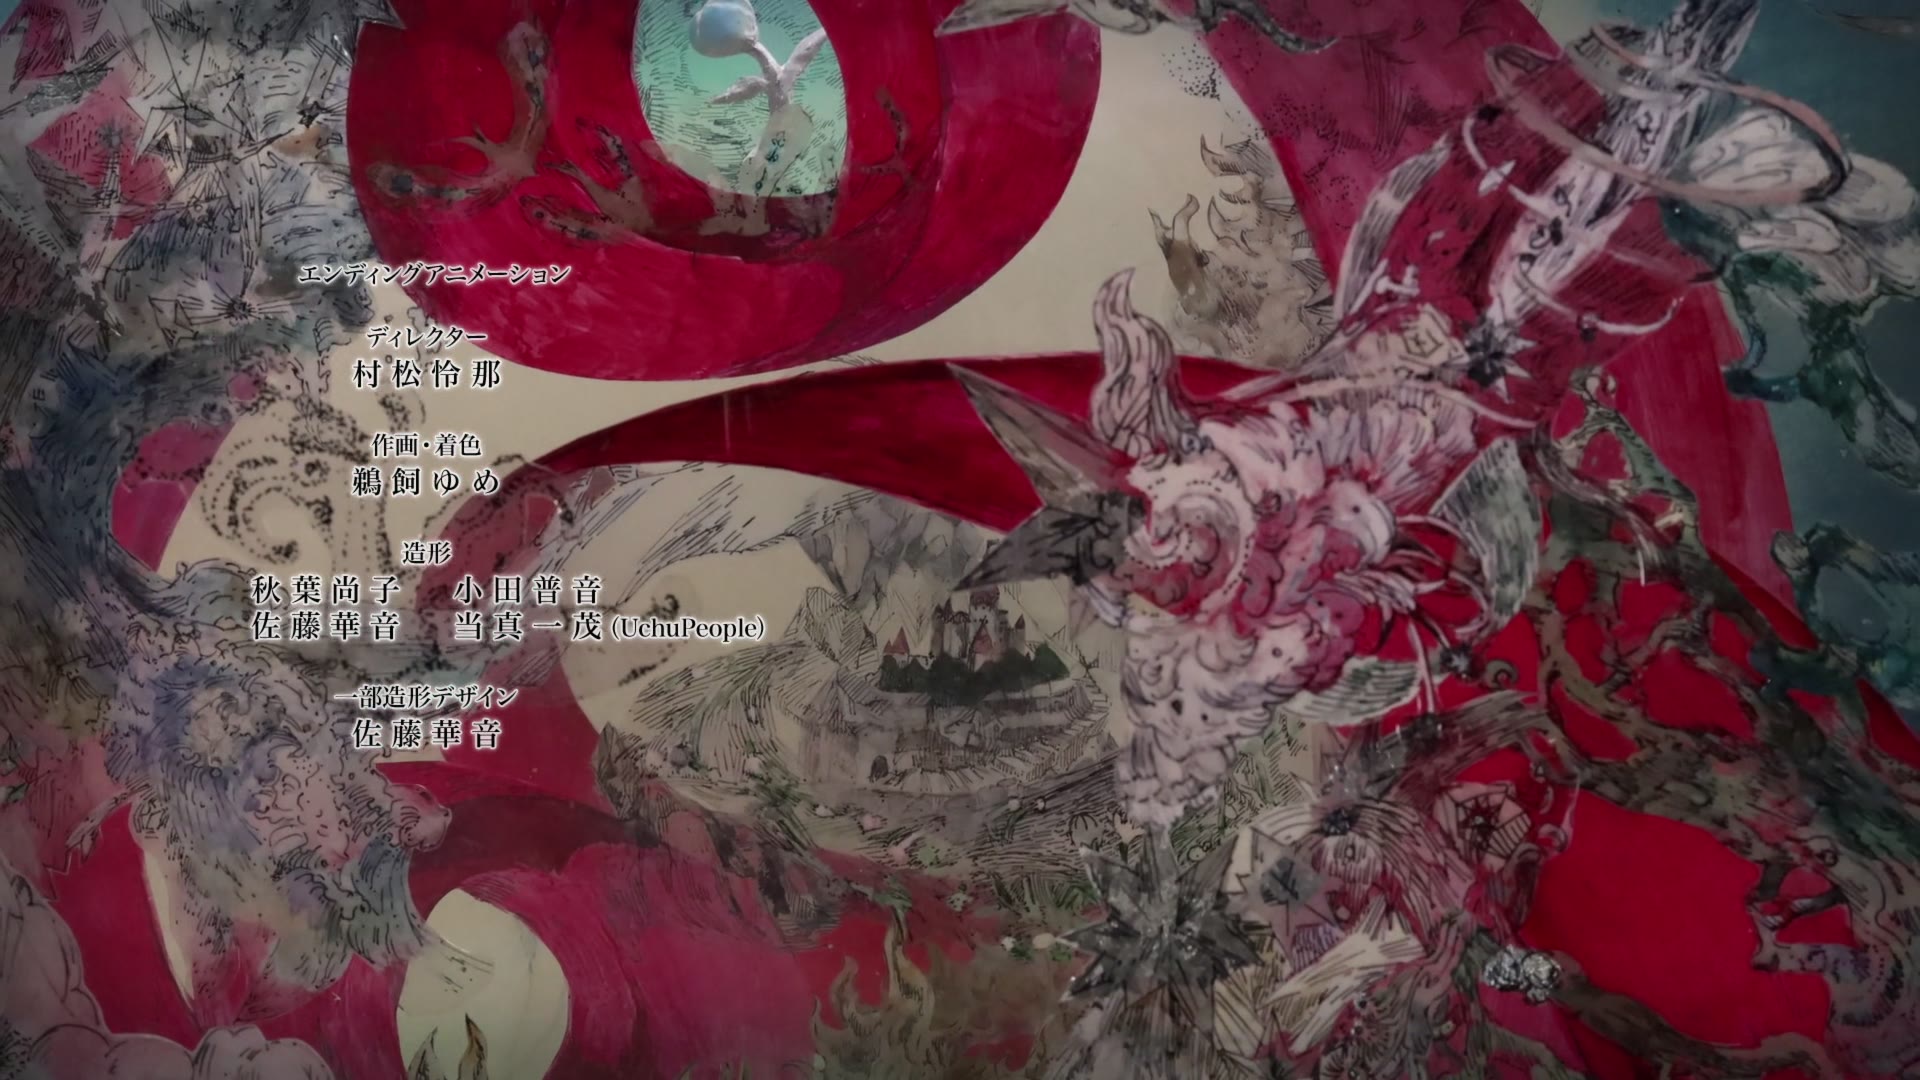 エンディングアニメーション
ディレクター
村松怜那
作画・着色
鵜飼ゆめ
造形
秋葉尚子　小田普音
佐藤華音　当真一茂(UchuPeople)
一部造形デザイン
佐藤華音